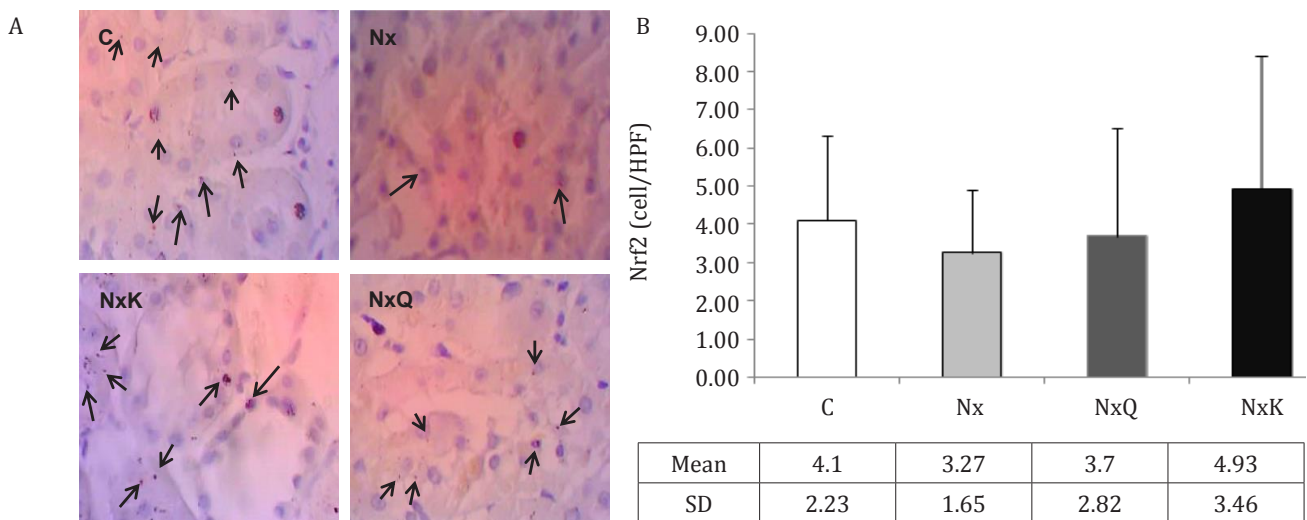 A
C
Nx
NxK
NxQ
B
Nrf2 (cell/HPF)
9.00
8.00
7.00
6.00
5.00
4.00
3.00
2.00
1.00
0.00
C Nx NxQ NxK
Mean 4.1 3.27 3.7 4.93
SD 2.23 1.65 2.82 3.46